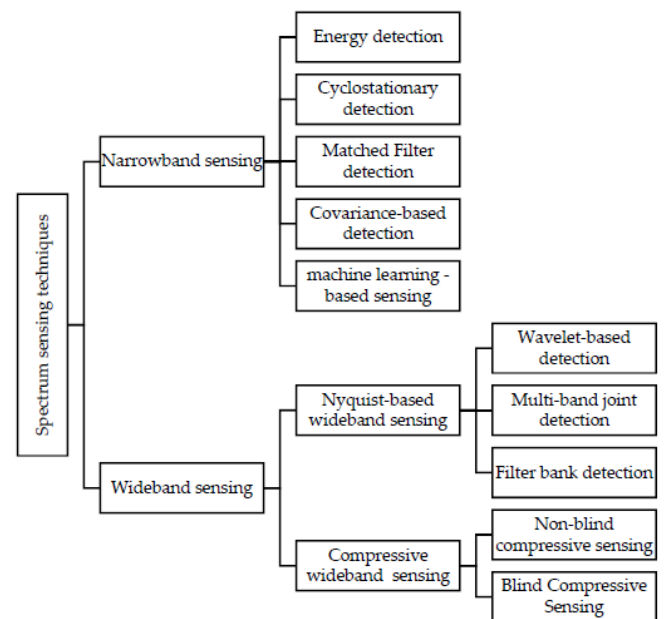 Spectrum sensing techniques
Narrowband sensing
Energy detection
Cyclostationary
detection
Matched Filter
detection
Covariance-based
detection
machine learning -
based sensing
Wideband sensing
Nyquist-based
wideband sensing
Wavelet-based
detection
Multi-band joint
detection
Filter bank detection
Compressive
wideband sensing
Non-blind
compressive sensing
Blind Compressive
Sensing